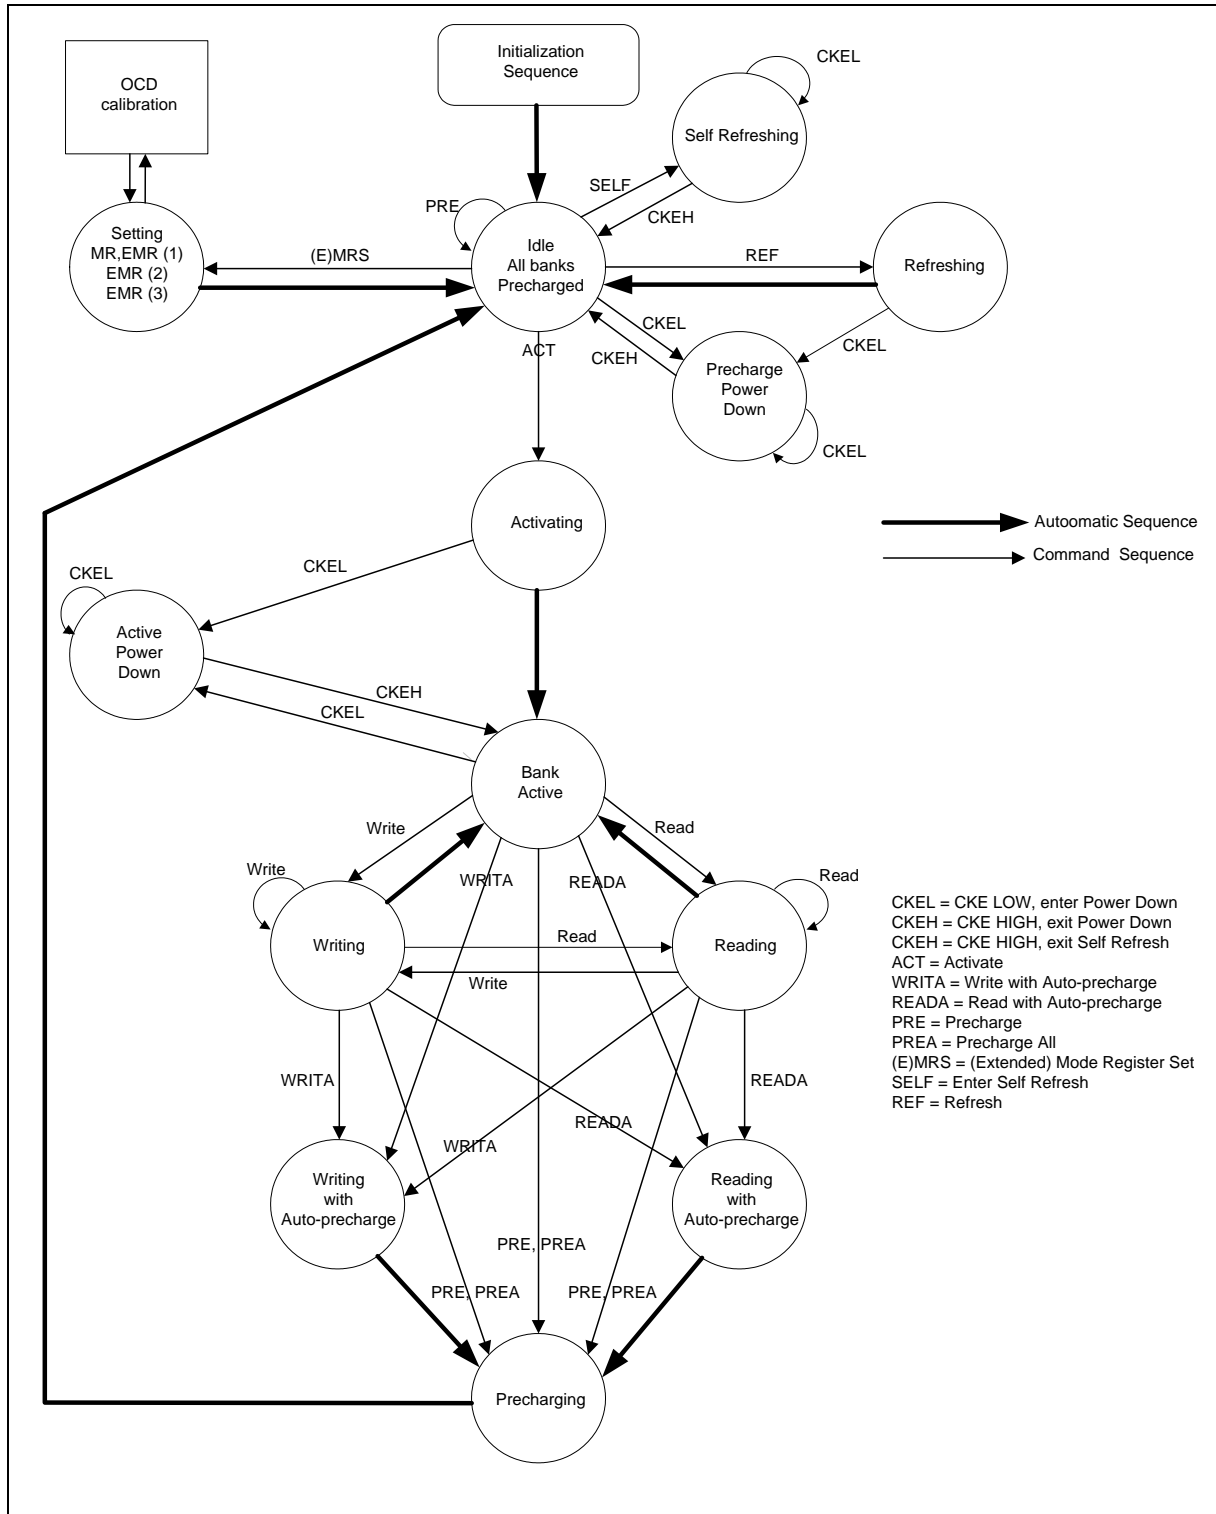 Initialization
Sequence
OCD
calibration
CKEL
Self Refreshing
SELF
PRE
CKEH
Setting
MR,EMR (1)
EMR (2)
EMR (3)
(E)MRS
Idle
All banks
Precharged
REF
Refreshing
CKEL
CKEH
CKEL
ACT
Precharge
Power
Down
CKEL
Activating
Autoomatic Sequence
Command Sequence
CKEL
CKEL
Active
Power
Down
CKEH
CKEL
Bank
Active
Write
Read
Write
WRITA
READA
Read
Writing
Read
Reading
Write
CKEL = CKE LOW, enter Power Down
CKEH = CKE HIGH, exit Power Down
CKEH = CKE HIGH, exit Self Refresh
ACT = Activate
WRITA = Write with Auto-precharge
READA = Read with Auto-precharge
PRE = Precharge
PREA = Precharge All
(E)MRS = (Extended) Mode Register Set
SELF = Enter Self Refresh
REF = Refresh
WRITA
READA
READA
WRITA
Writing
with
Auto-precharge
Reading
with
Auto-precharge
PRE, PREA
PRE, PREA
PRE, PREA
Precharging